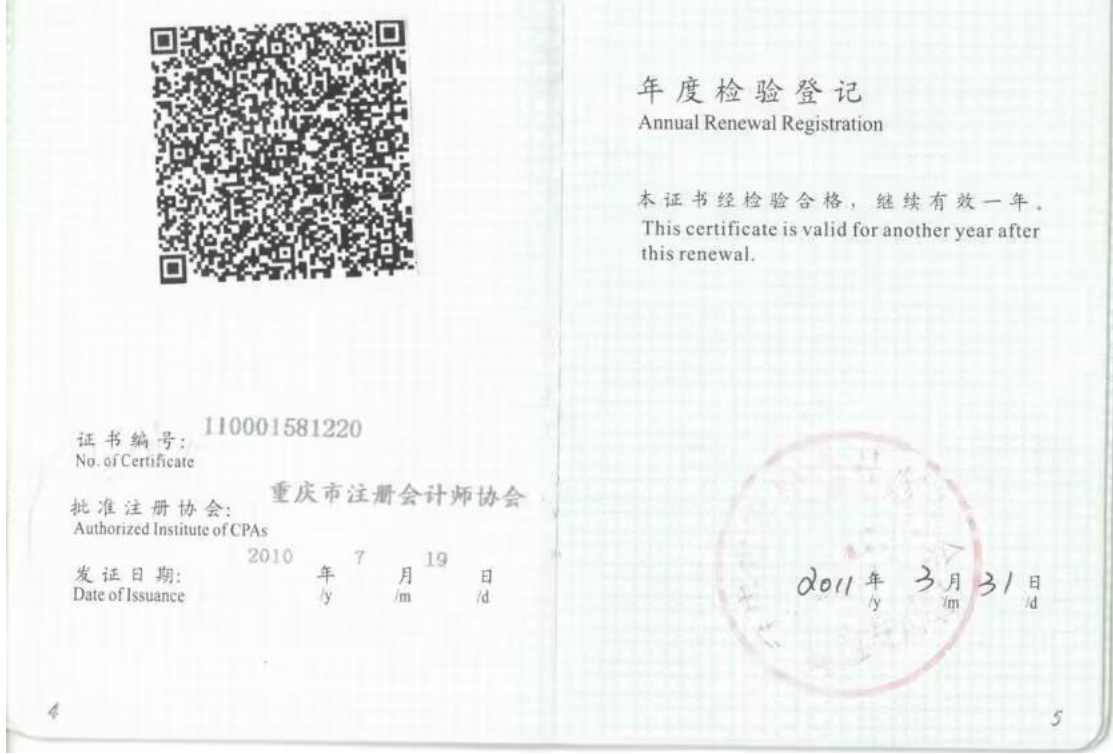 证书编号: 110001581220
No. of Certificate
批准注册协会: 重庆市注册会计师协会
Authorized Institute of CPAs
发证日期: 2010 年 7 月 19 日
Date of Issuance /y /m /d
4
年度检验登记
Annual Renewal Registration
本证书经检验合格，继续有效一年。
This certificate is valid for another year after
this renewal.
2011 年 3 月 31 日
/y /m /d
5